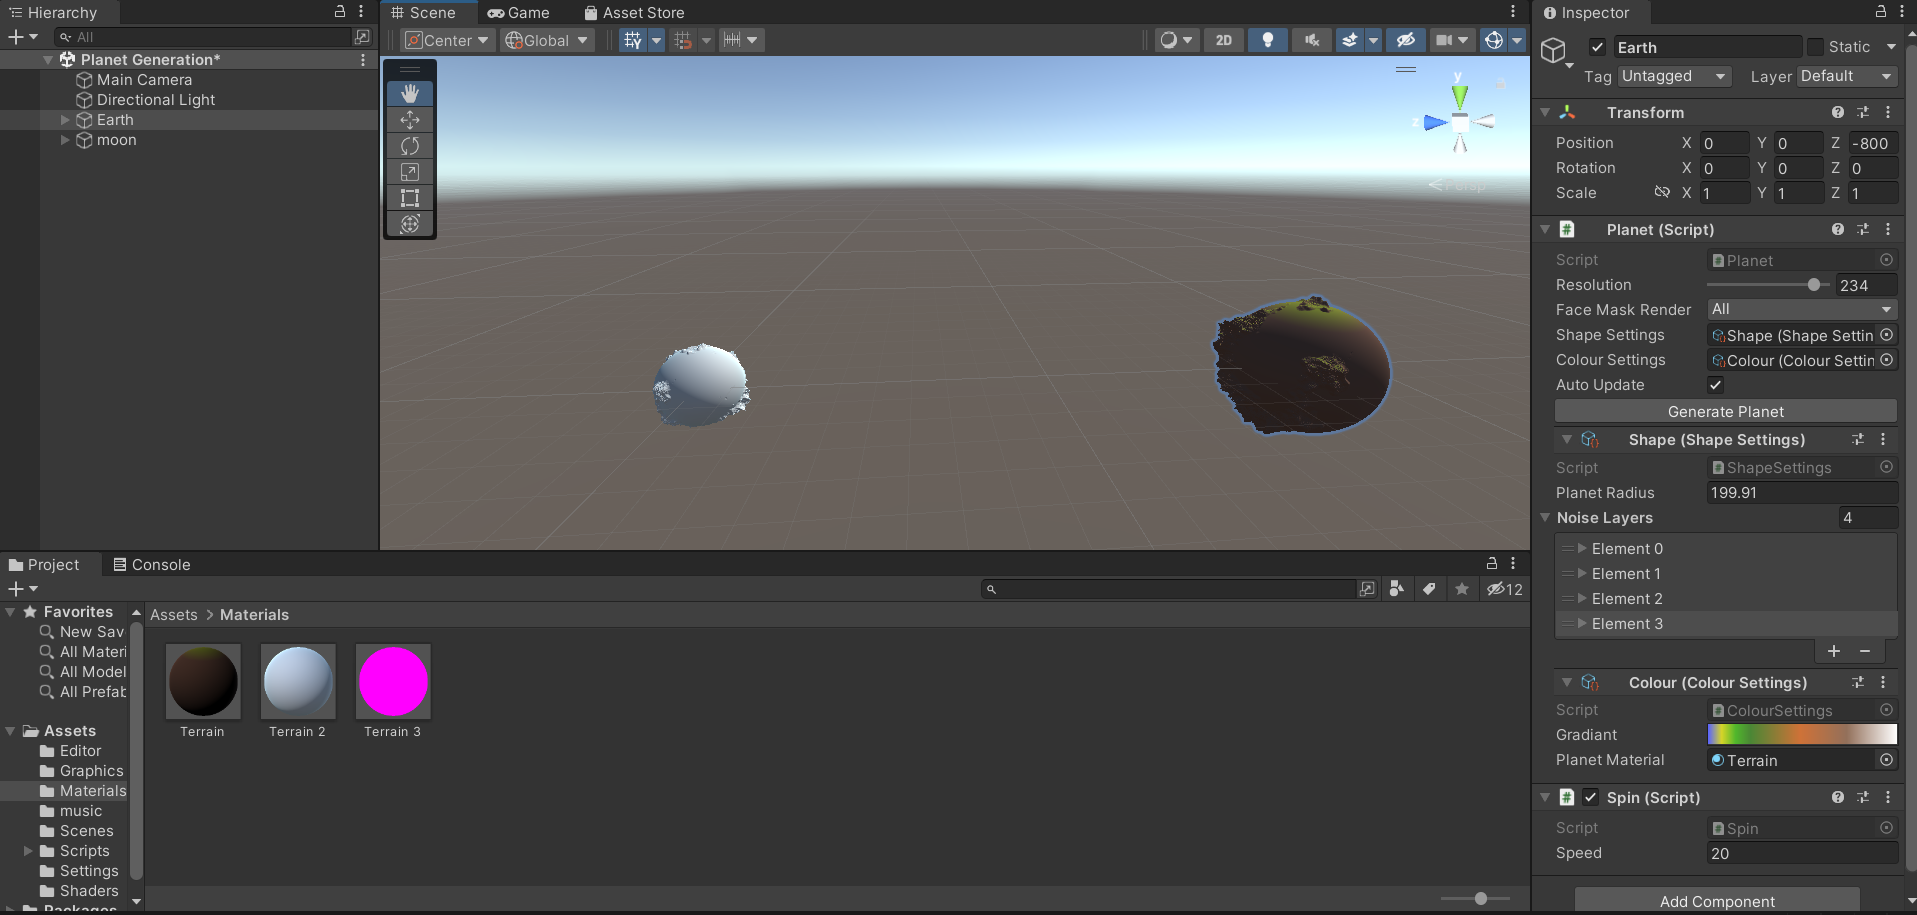 Hierarchy
All
Planet Generation*
Main Camera
Directional Light
Earth
moon
Scene
Game
Asset Store
Center
Global
2D
y
z
Persp
Project
Console
12
Favorites
New Sav
All Materi
All Model
All Prefab
Assets
Editor
Graphics
Materials
music
Scenes
Scripts
Settings
Shaders
Packages
Assets > Materials
Terrain
Terrain 2
Terrain 3
Inspector
Earth
Static
Tag Untagged Layer Default
Transform
Position X 0 Y 0 Z -800
Rotation X 0 Y 0 Z 0
Scale X 1 Y 1 Z 1
Planet (Script)
Script Planet
Resolution 234
Face Mask Render All
Shape Settings Shape (Shape Settin
Colour Settings Colour (Colour Settin
Auto Update
Generate Planet
Shape (Shape Settings)
Script ShapeSettings
Planet Radius 199.91
Noise Layers 4
Element 0
Element 1
Element 2
Element 3
Colour (Colour Settings)
Script ColourSettings
Gradiant
Planet Material Terrain
Spin (Script)
Script Spin
Speed 20
Add Component